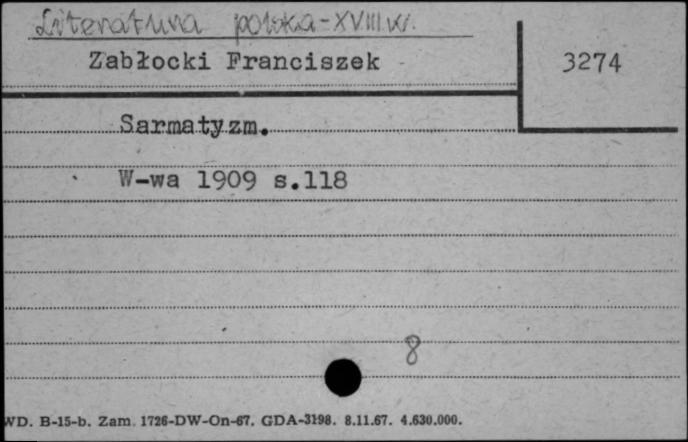 Literatura polska-XVIII w.
Zabłocki Franciszek
3274
Sarmatyzm.
W-wa 1909 s.118
8
WD. B-15-b. Zam. 1726-DW-On-67. GDA-3198. 8.11.67. 4.630.000.